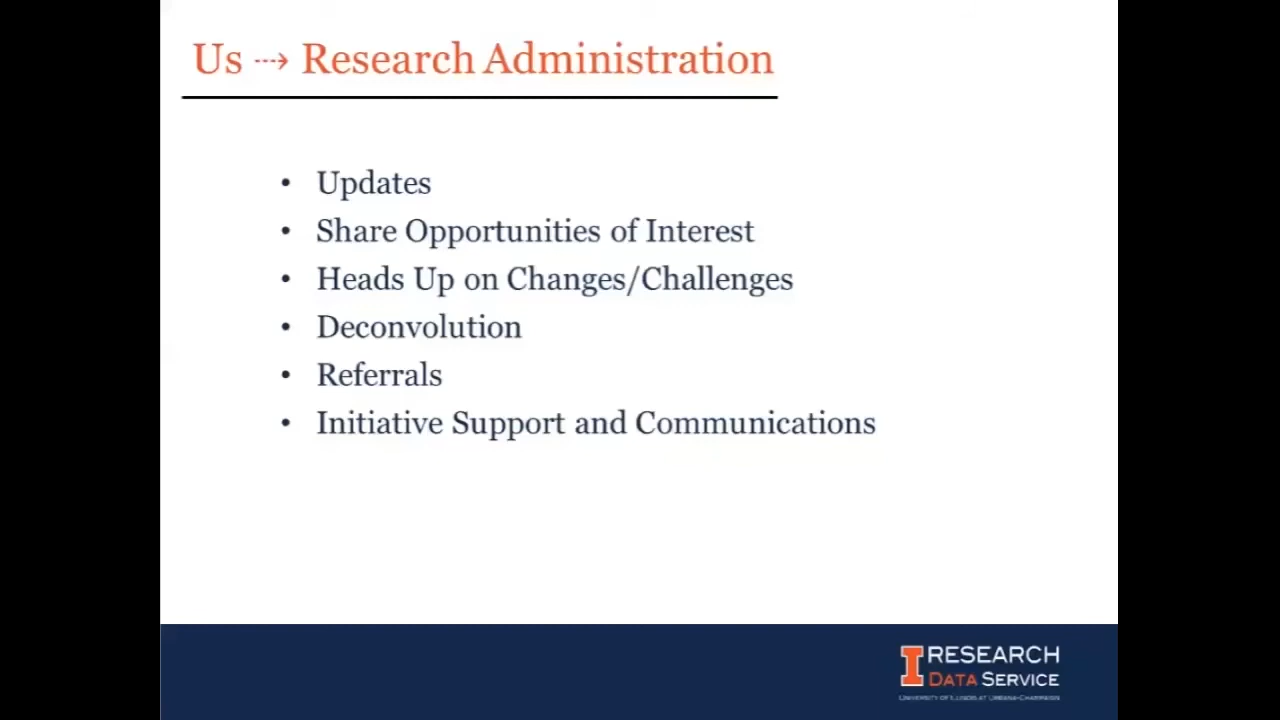 Us ⇢ Research Administration
• Updates
• Share Opportunities of Interest
• Heads Up on Changes/Challenges
• Deconvolution
• Referrals
• Initiative Support and Communications
I RESEARCH
DATA SERVICE
UNIVERSITY OF ILLINOIS AT URBANA-CHAMPAIGN